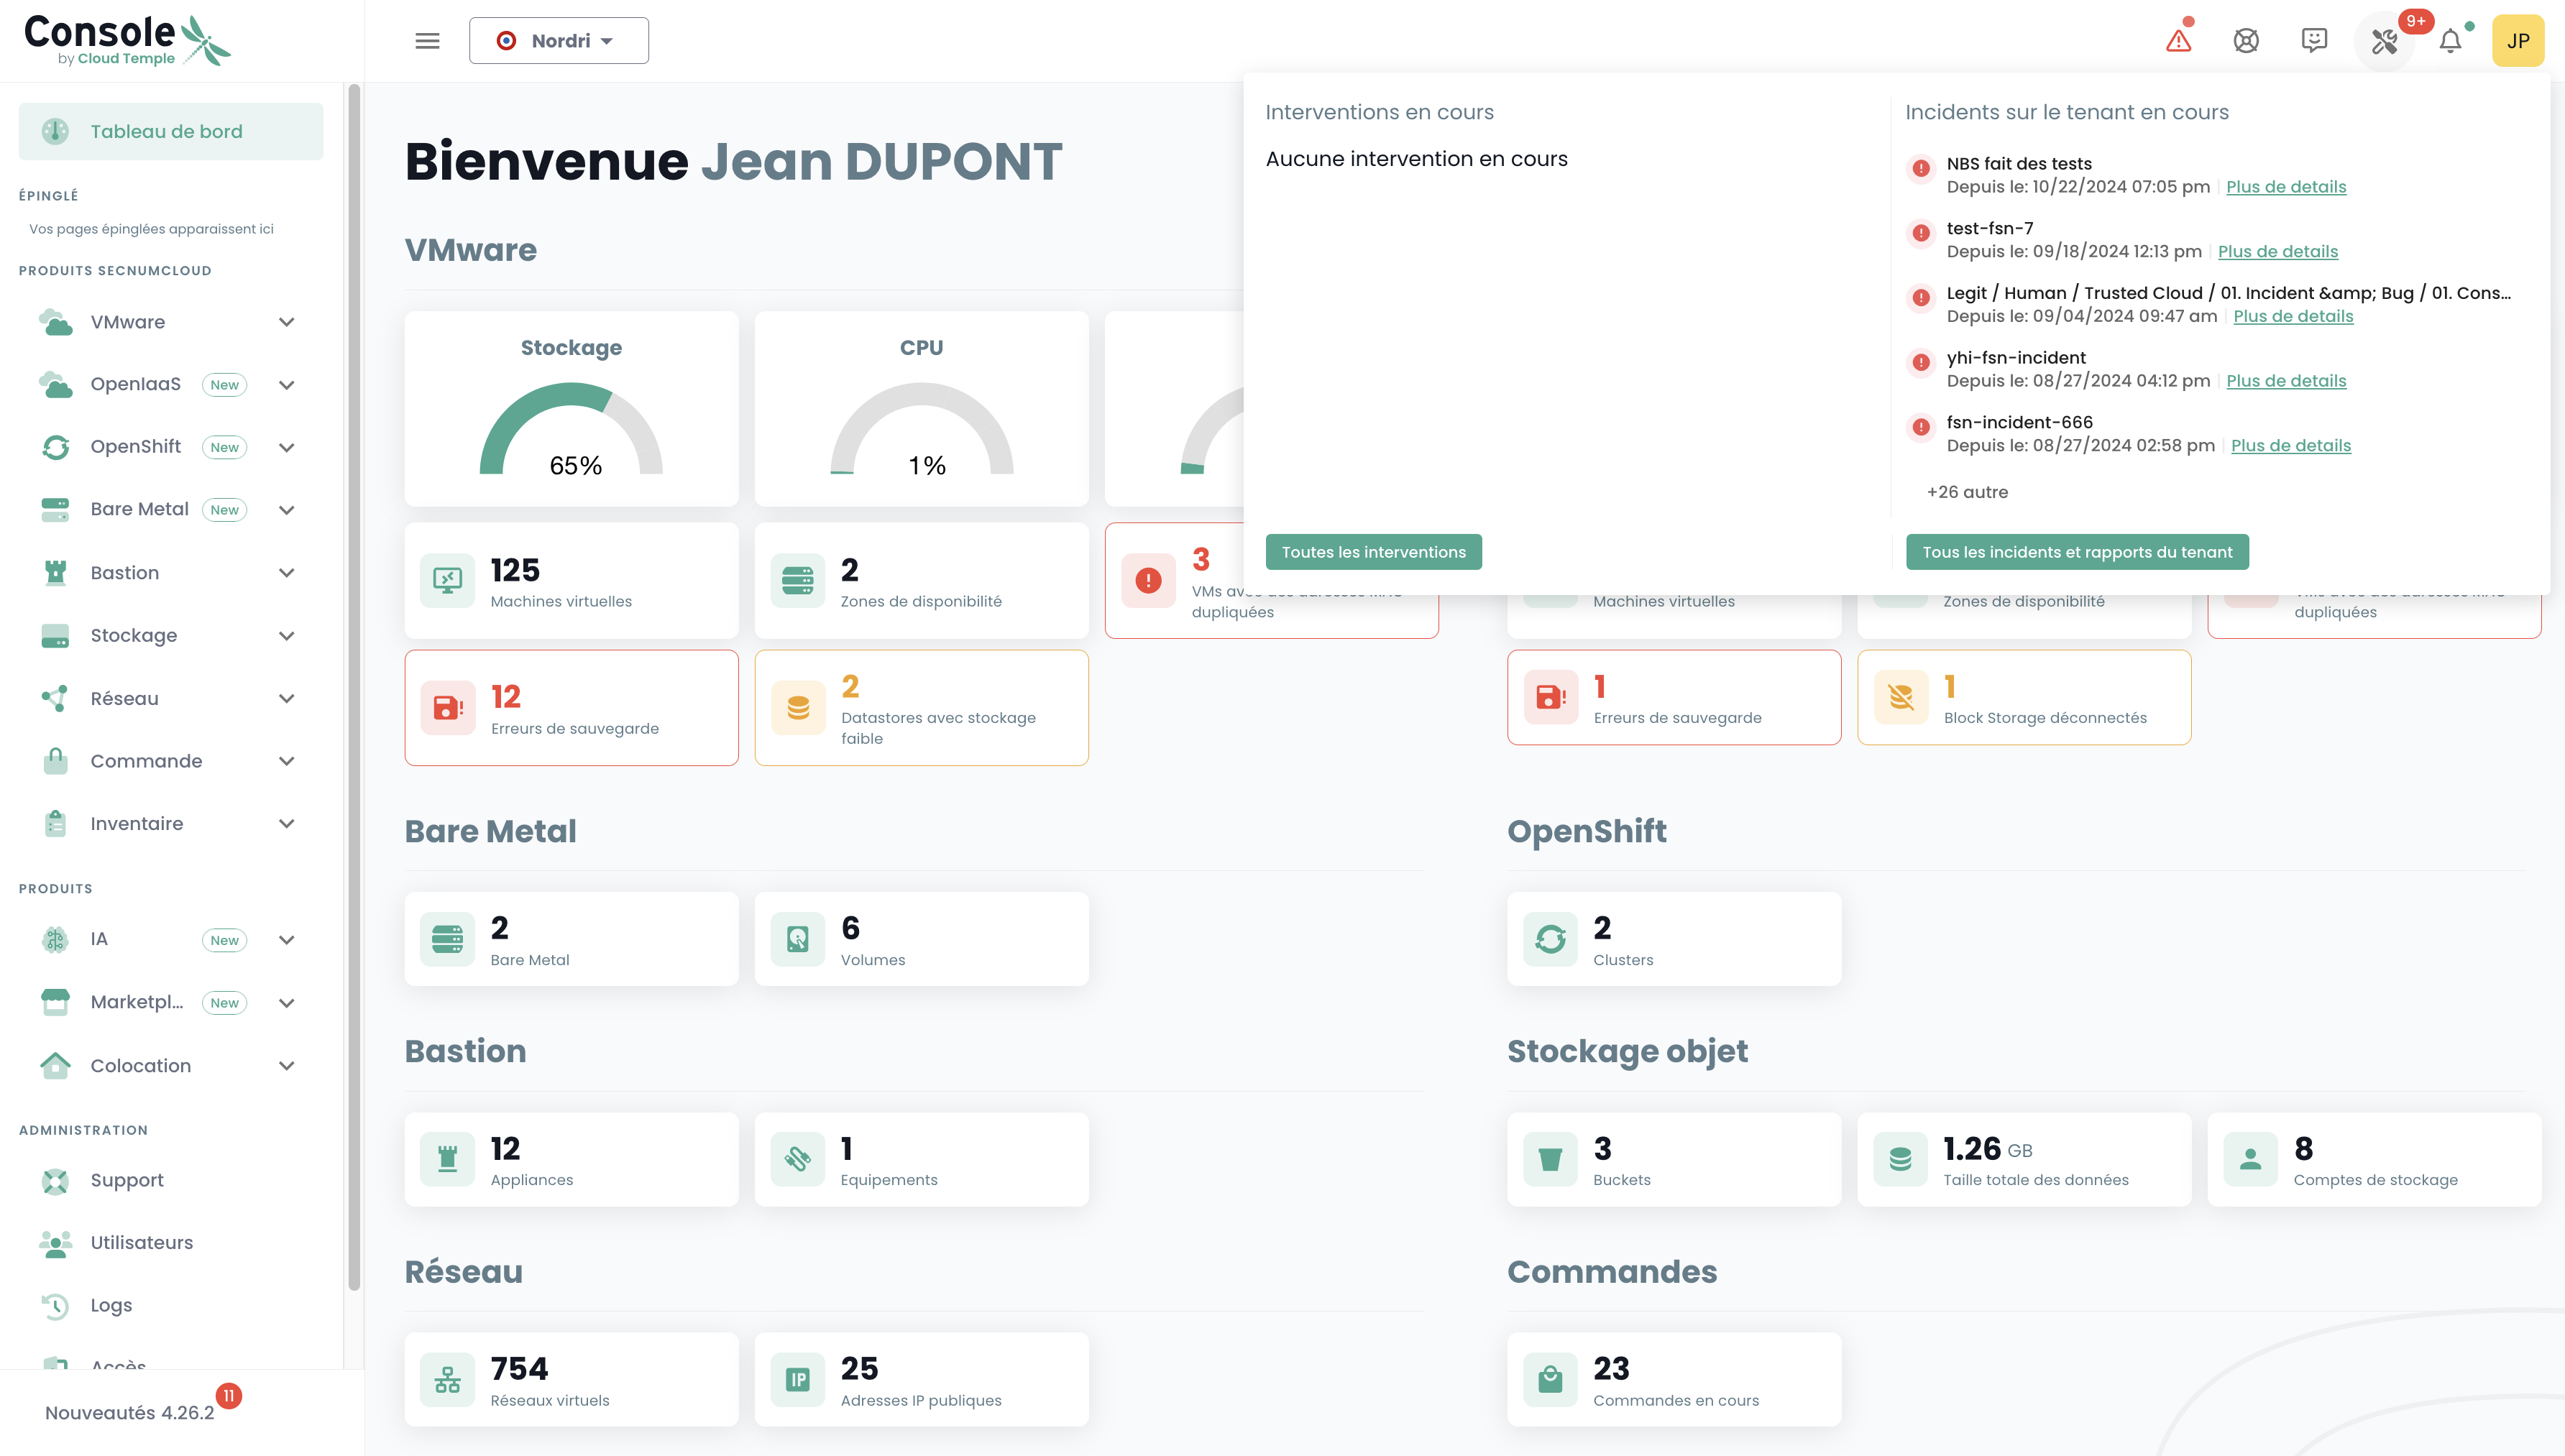 Console
by Cloud Temple
Nordri
9+
JP
Tableau de bord
ÉPINGLÉ
Vos pages épinglées apparaissent ici
PRODUITS SECNUMCLOUD
VMware
OpenIaaS New
OpenShift New
Bare Metal New
Bastion
Stockage
Réseau
Commande
Inventaire
PRODUITS
IA New
Marketpl... New
Colocation
ADMINISTRATION
Support
Utilisateurs
Logs
Accès
Nouveautés 4.26.2
11
Bienvenue Jean DUPONT
Interventions en cours
Aucune intervention en cours
Toutes les interventions
Incidents sur le tenant en cours
NBS fait des tests
Depuis le: 10/22/2024 07:05 pm Plus de details
test-fsn-7
Depuis le: 09/18/2024 12:13 pm Plus de details
Legit / Human / Trusted Cloud / 01. Incident &amp; Bug / 01. Cons...
Depuis le: 09/04/2024 09:47 am Plus de details
yhi-fsn-incident
Depuis le: 08/27/2024 04:12 pm Plus de details
fsn-incident-666
Depuis le: 08/27/2024 02:58 pm Plus de details
+26 autre
Tous les incidents et rapports du tenant
VMware
Stockage
65%
CPU
1%
125
Machines virtuelles
2
Zones de disponibilité
3
VMs avec des adresses MAC
dupliquées
12
Erreurs de sauvegarde
2
Datastores avec stockage
faible
Machines virtuelles
Zones de disponibilité
VMs avec des adresses MAC
dupliquées
1
Erreurs de sauvegarde
1
Block Storage déconnectés
Bare Metal
2
Bare Metal
6
Volumes
OpenShift
2
Clusters
Bastion
12
Appliances
1
Equipements
Stockage objet
3
Buckets
1.26 GB
Taille totale des données
8
Comptes de stockage
Réseau
754
Réseaux virtuels
IP
25
Adresses IP publiques
Commandes
23
Commandes en cours